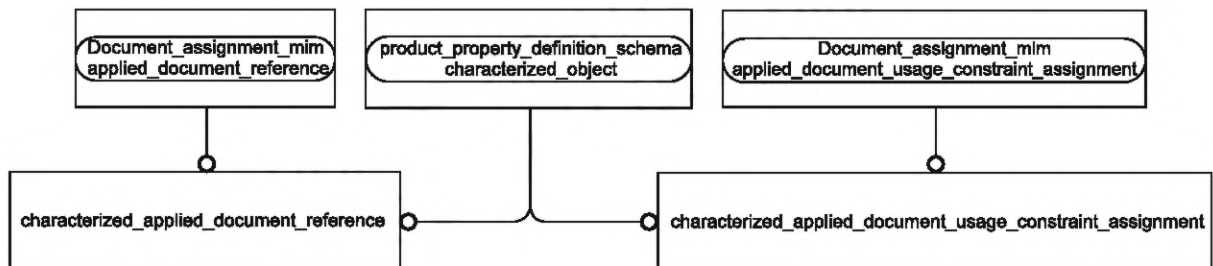 Document_assignment_mim
applied_document_reference
product_property_definition_schema
characterized_object
Document_assignment_mim
applied_document_usage_constraint_assignment
characterized_applied_document_reference
characterized_applied_document_usage_constraint_assignment